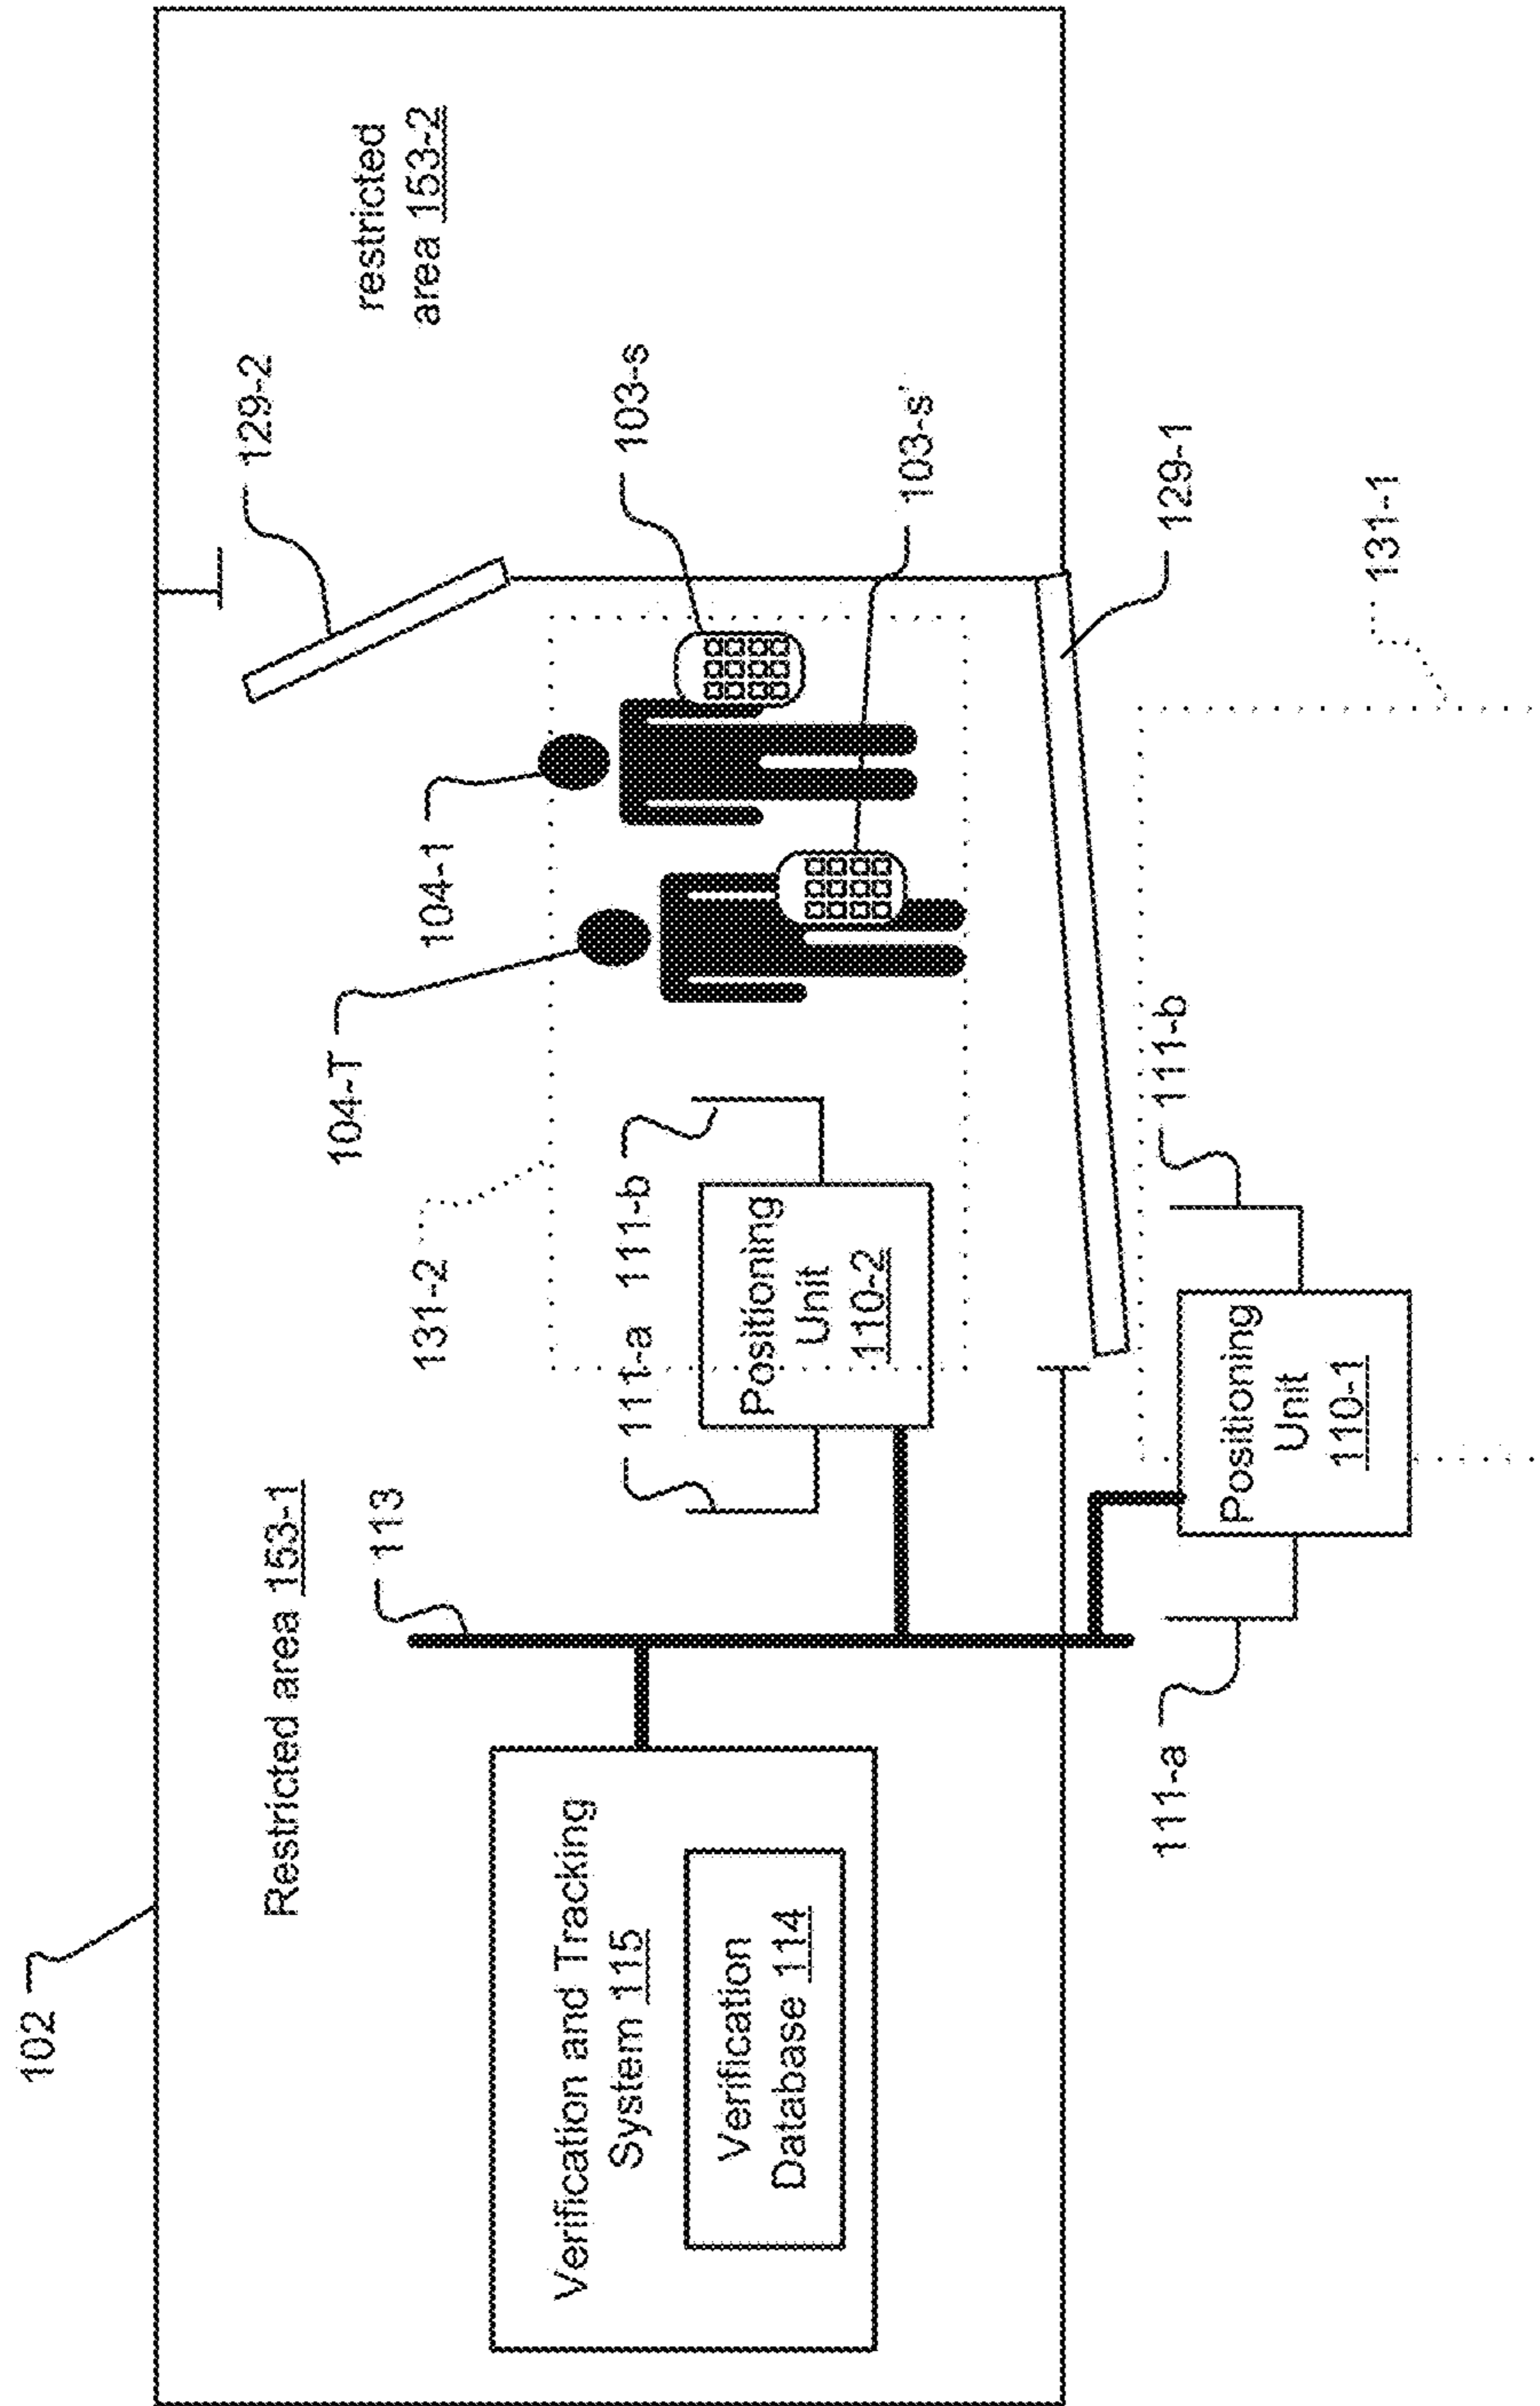 102
Restricted area 153-1
restricted
area 153-2
129-2
113
131-2
104-T
104-1
103-s
103-s'
111-a
111-b
Verification and Tracking
System 115
Verification
Database 114
Positioning
Unit
110-2
129-1
111-a
111-b
131-1
Positioning
Unit
110-1